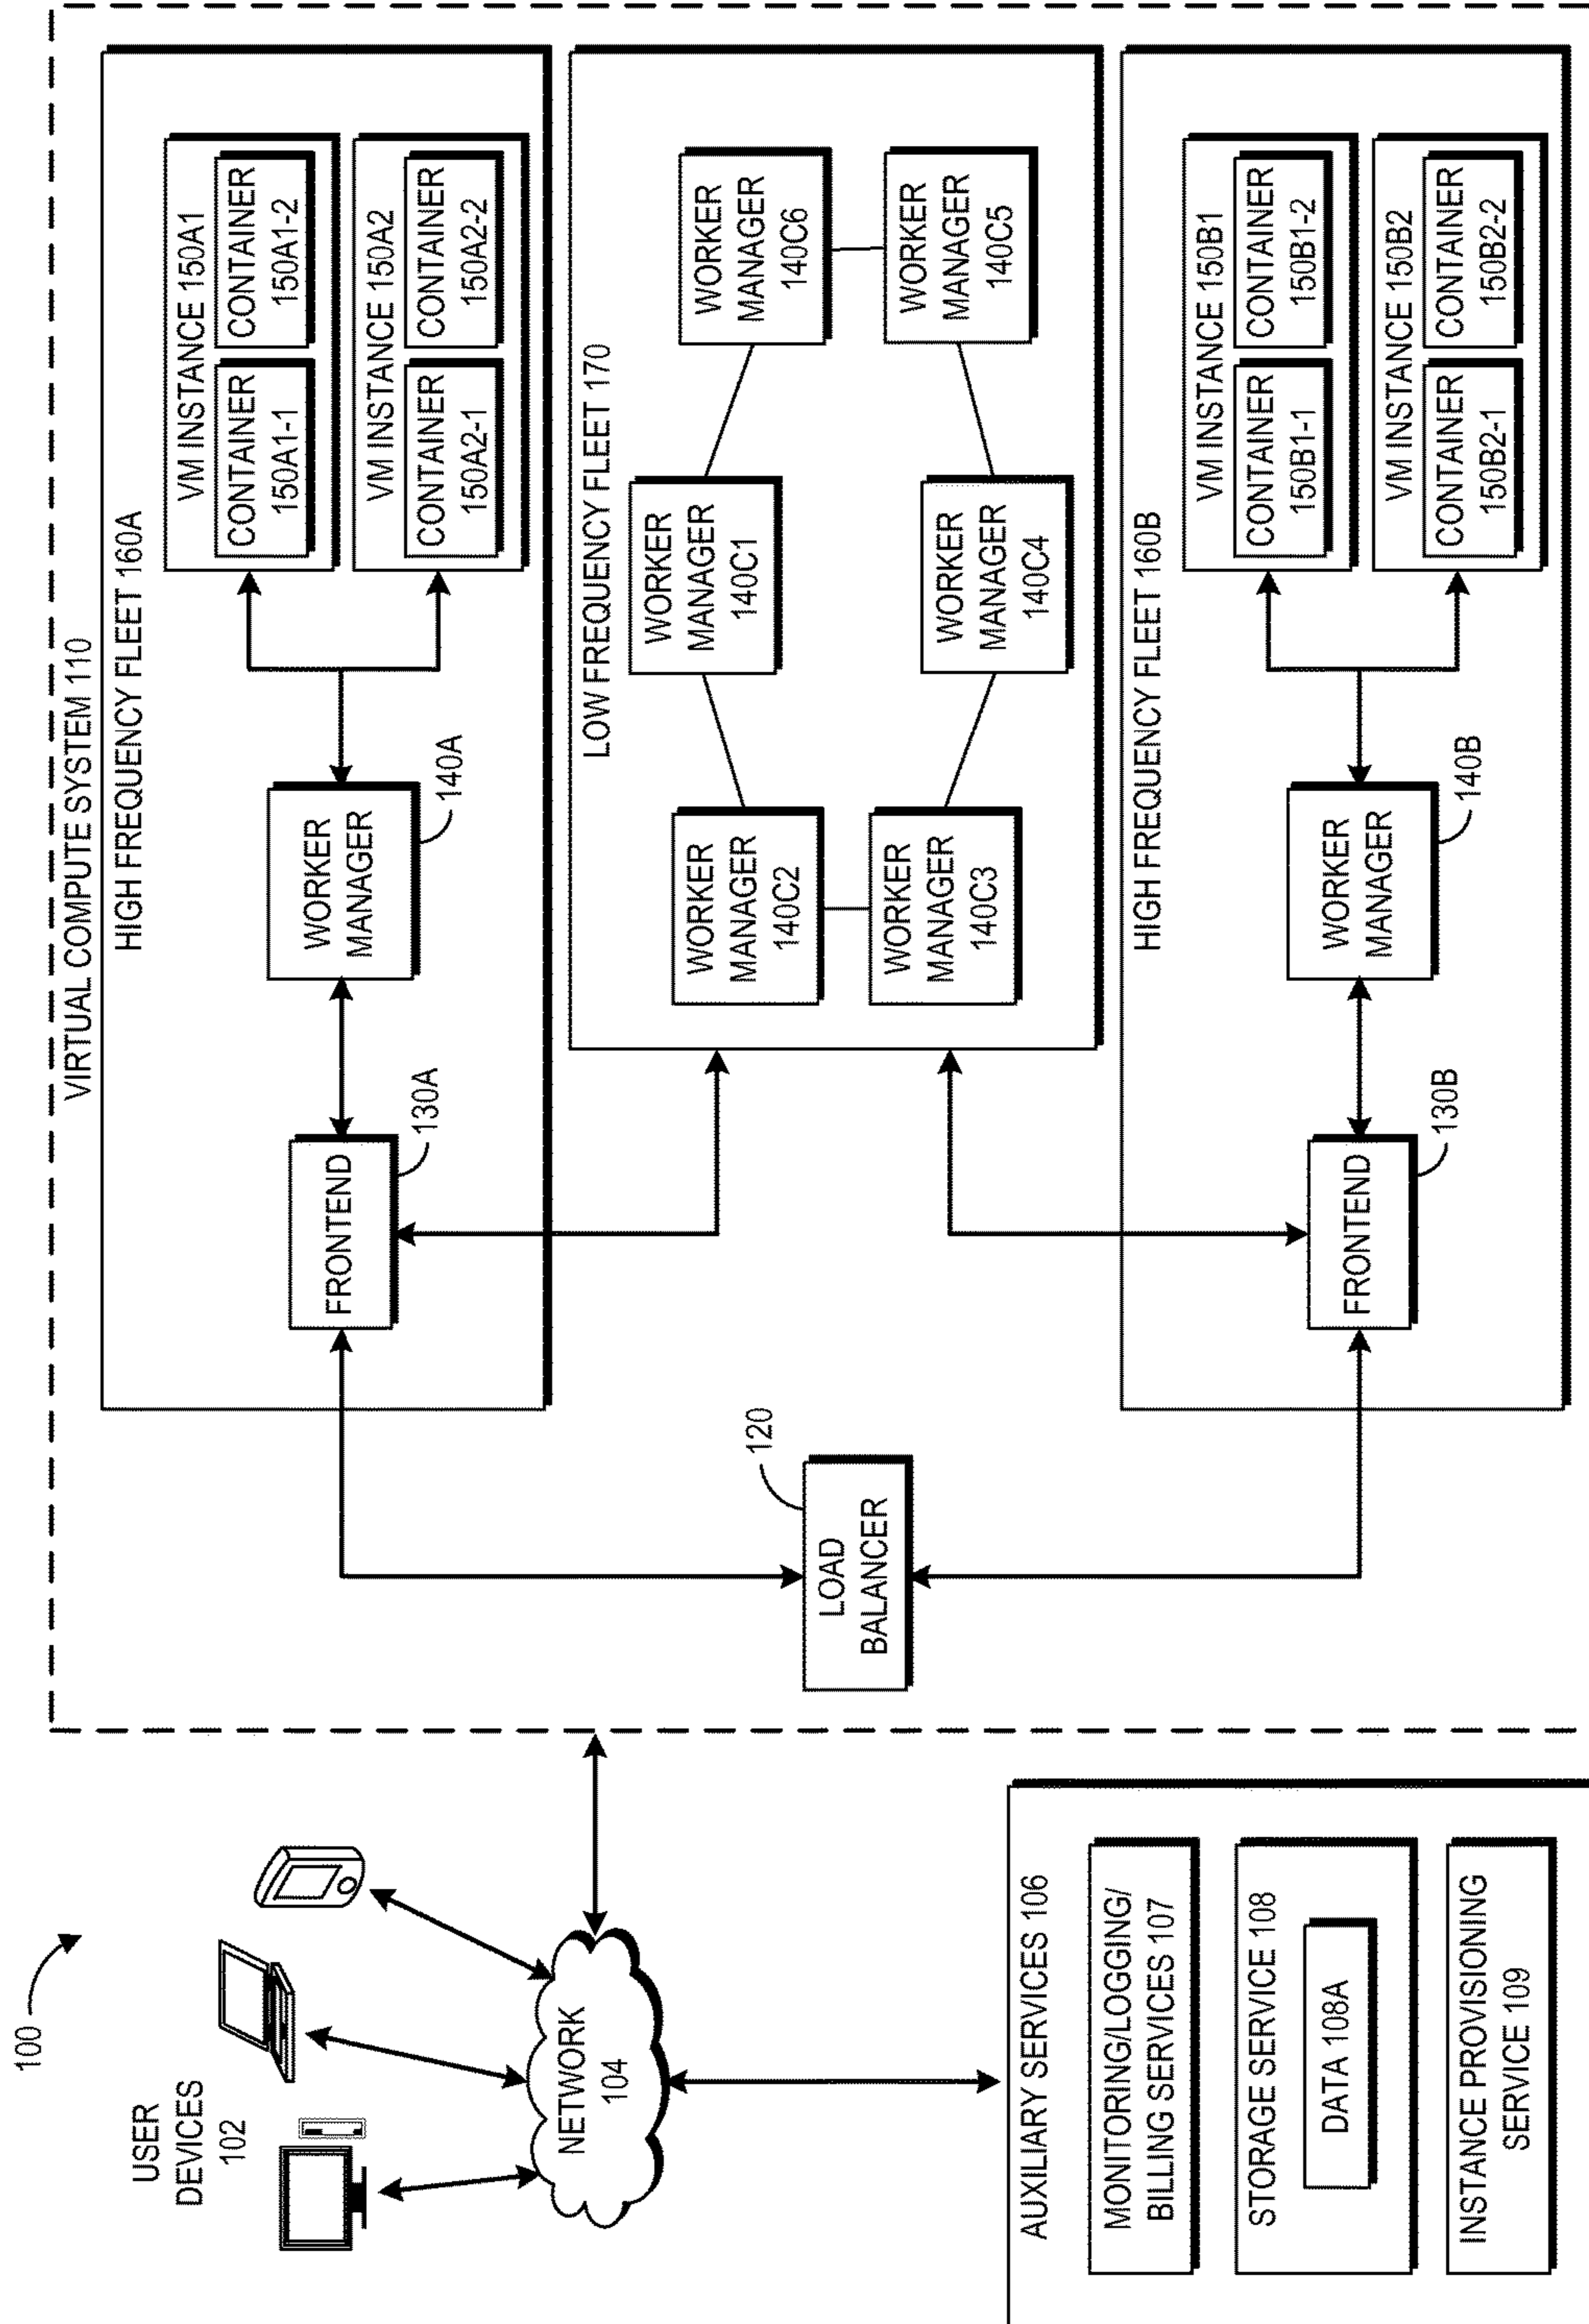 100
USER
DEVICES
102
NETWORK
104
AUXILIARY SERVICES 106
MONITORING/LOGGING/
BILLING SERVICES 107
STORAGE SERVICE 108
DATA 108A
INSTANCE PROVISIONING
SERVICE 109
VIRTUAL COMPUTE SYSTEM 110
LOAD
BALANCER
120
HIGH FREQUENCY FLEET 160A
FRONTEND
130A
WORKER
MANAGER
140A
VM INSTANCE 150A1
CONTAINER
150A1-1
CONTAINER
150A1-2
VM INSTANCE 150A2
CONTAINER
150A2-1
CONTAINER
150A2-2
LOW FREQUENCY FLEET 170
WORKER
MANAGER
140C2
WORKER
MANAGER
140C1
WORKER
MANAGER
140C6
WORKER
MANAGER
140C3
WORKER
MANAGER
140C4
WORKER
MANAGER
140C5
HIGH FREQUENCY FLEET 160B
FRONTEND
130B
WORKER
MANAGER
140B
VM INSTANCE 150B1
CONTAINER
150B1-1
CONTAINER
150B1-2
VM INSTANCE 150B2
CONTAINER
150B2-1
CONTAINER
150B2-2